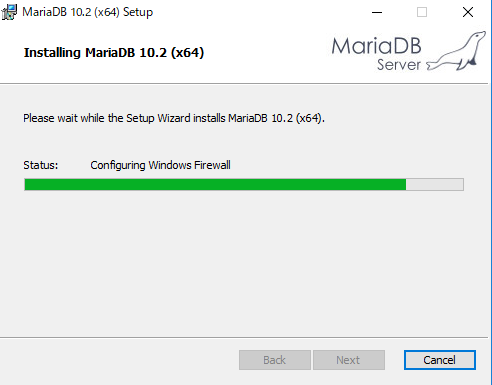 MariaDB 10.2 (x64) Setup
Installing MariaDB 10.2 (x64)
MariaDB
Server
Please wait while the Setup Wizard installs MariaDB 10.2 (x64).
Status: Configuring Windows Firewall
Back Next Cancel